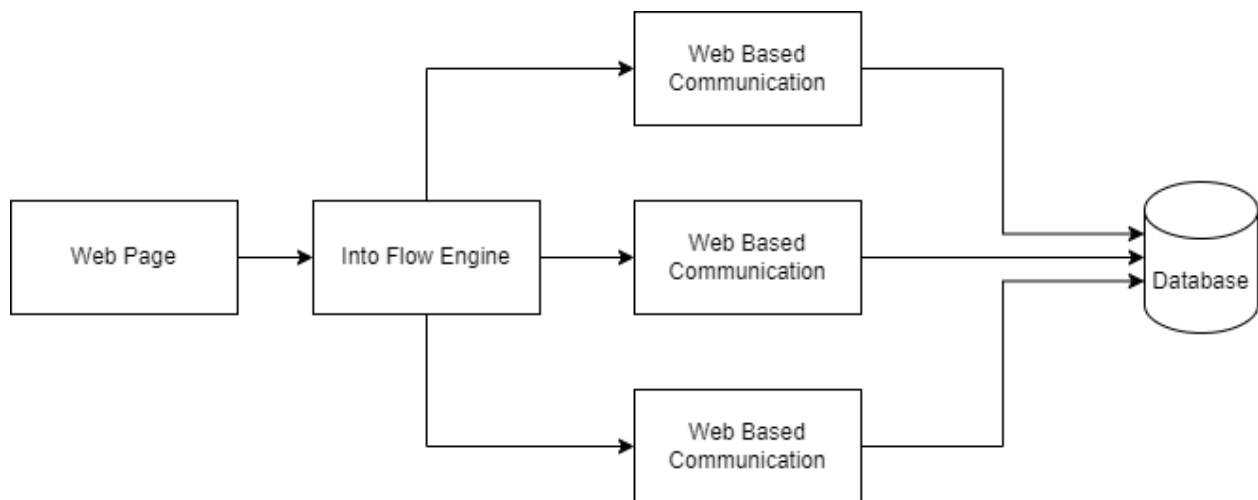 Web Based
Communication
Web Page
Into Flow Engine
Web Based
Communication
Database
Web Based
Communication